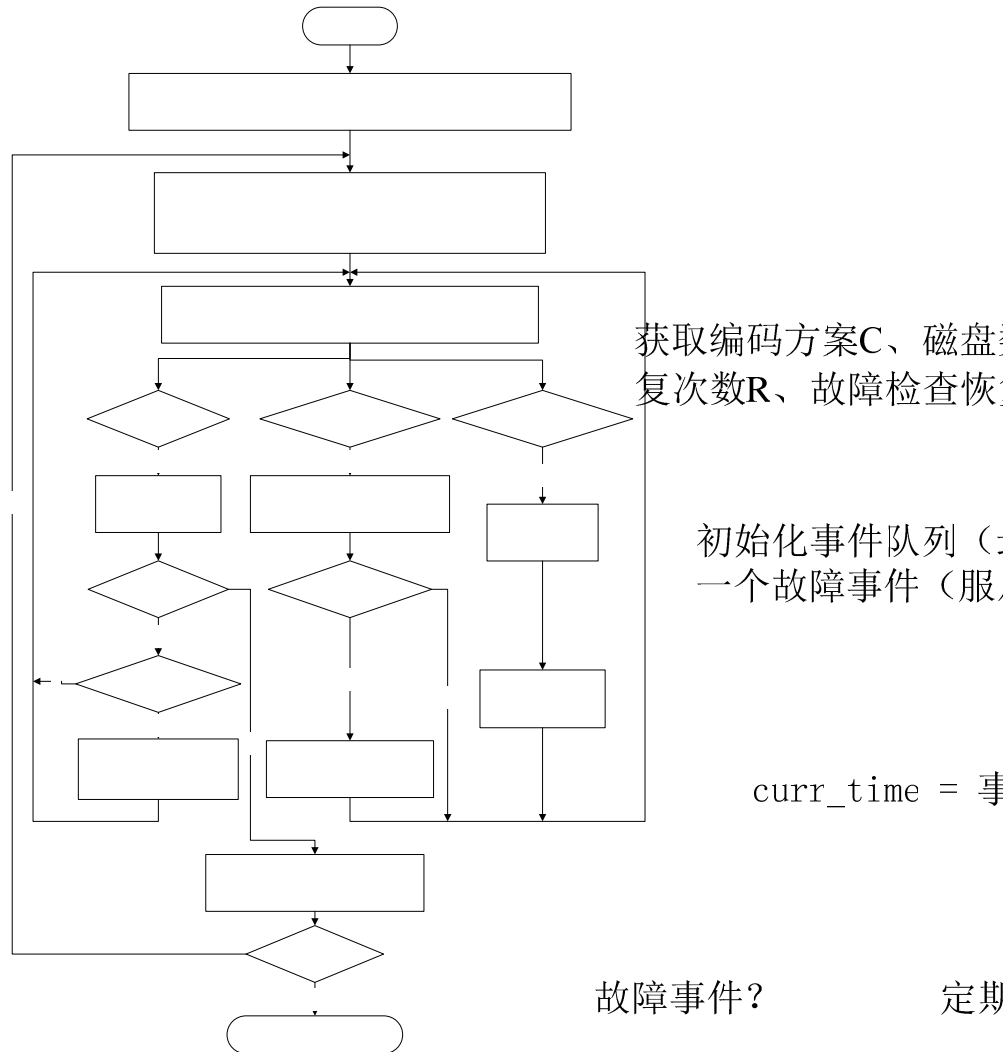 获取编码方案C、磁盘
复次数R、故障检查恢
初始化事件队列（
一个故障事件（服
curr_time = 事
故障事件？ 定期